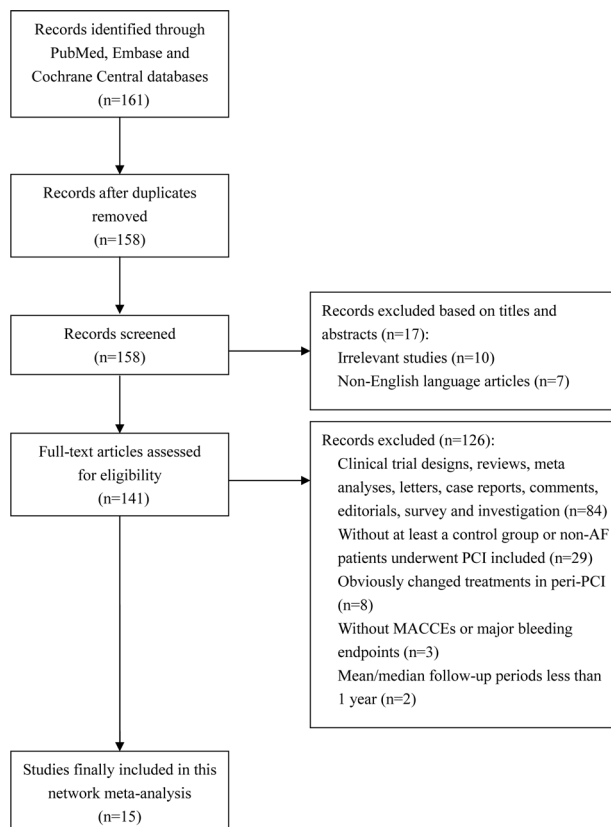 Records identified through
PubMed, Embase and
Cochrane Central databases
(n=161)
Records after duplicates
removed
(n=158)
Records screened
(n=158)
Records excluded based on titles and
abstracts (n=17):
Irrelevant studies (n=10)
Non-English language articles (n=7)
Full-text articles assessed
for eligibility
(n=141)
Records excluded (n=126):
Clinical trial designs, reviews, meta
analyses, letters, case reports, comments,
editorials, survey and investigation (n=84)
Without at least a control group or non-AF
patients underwent PCI included (n=29)
Obviously changed treatments in peri-PCI
(n=8)
Without MACCEs or major bleeding
endpoints (n=3)
Mean/median follow-up periods less than
1 year (n=2)
Studies finally included in this
network meta-analysis
(n=15)